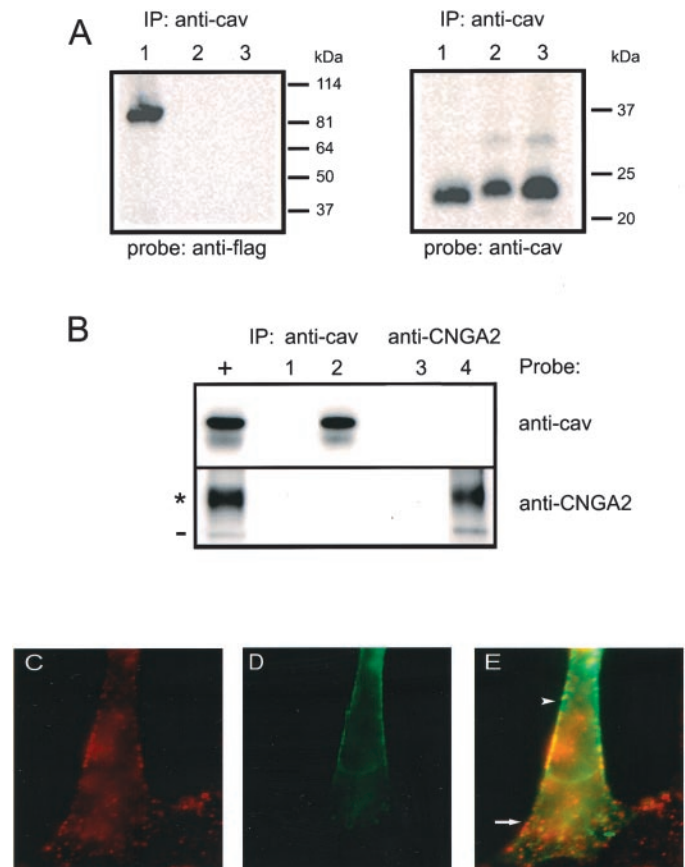 A
IP: anti-cav
1 2 3 kDa
114
81
64
50
37
probe: anti-flag
IP: anti-cav
1 2 3 kDa
37
25
20
probe: anti-cav
B
IP: anti-cav anti-CNGA2
+ 1 2 3 4 Probe:
anti-cav
* anti-CNGA2
-
C
D
E